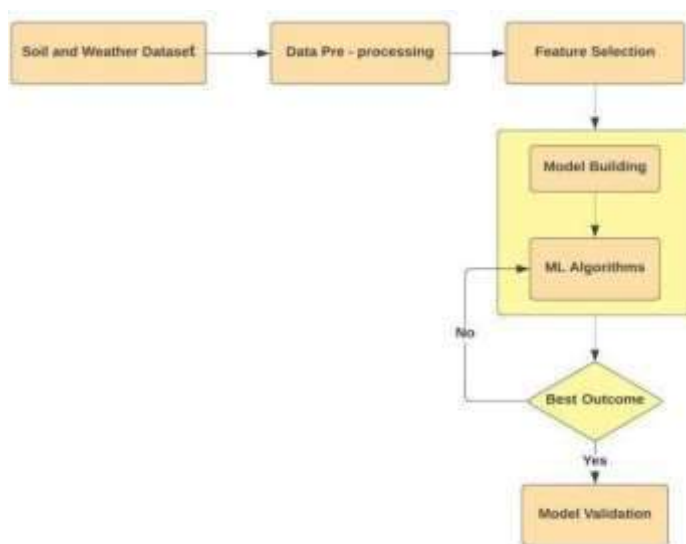 Soil and Weather Dataset
Data Pre - processing
Feature Selection
Model Building
ML Algorithms
No
Best Outcome
Yes
Model Validation